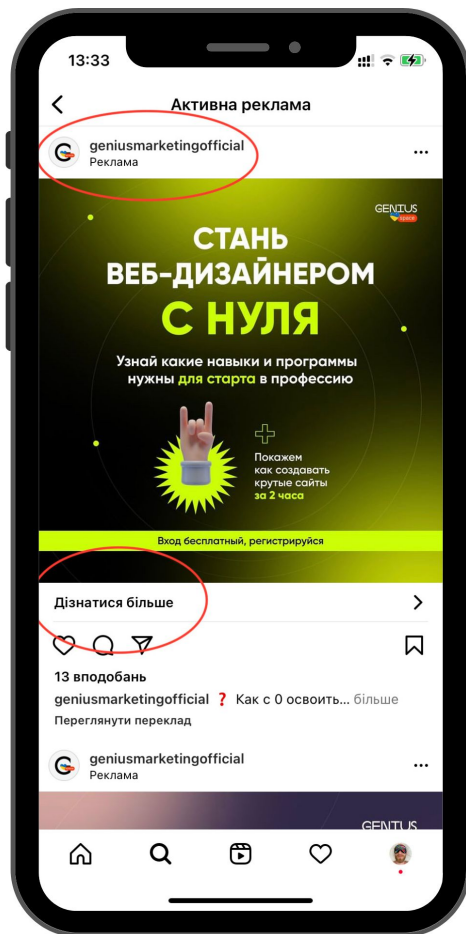 13:33
Активна реклама
geniusmarketingofficial
Реклама
GENIUS
space
СТАНЬ
ВЕБ-ДИЗАЙНЕРОМ
С НУЛЯ
Узнай какие навыки и программы
нужны для старта в профессию
Покажем
как создавать
крутые сайты
за 2 часа
Вход бесплатный, регистрируйся
Дізнатися більше
13 вподобань
geniusmarketingofficial ❓ Как с 0 освоить... більше
Переглянути переклад
geniusmarketingofficial
Реклама
GENIUS